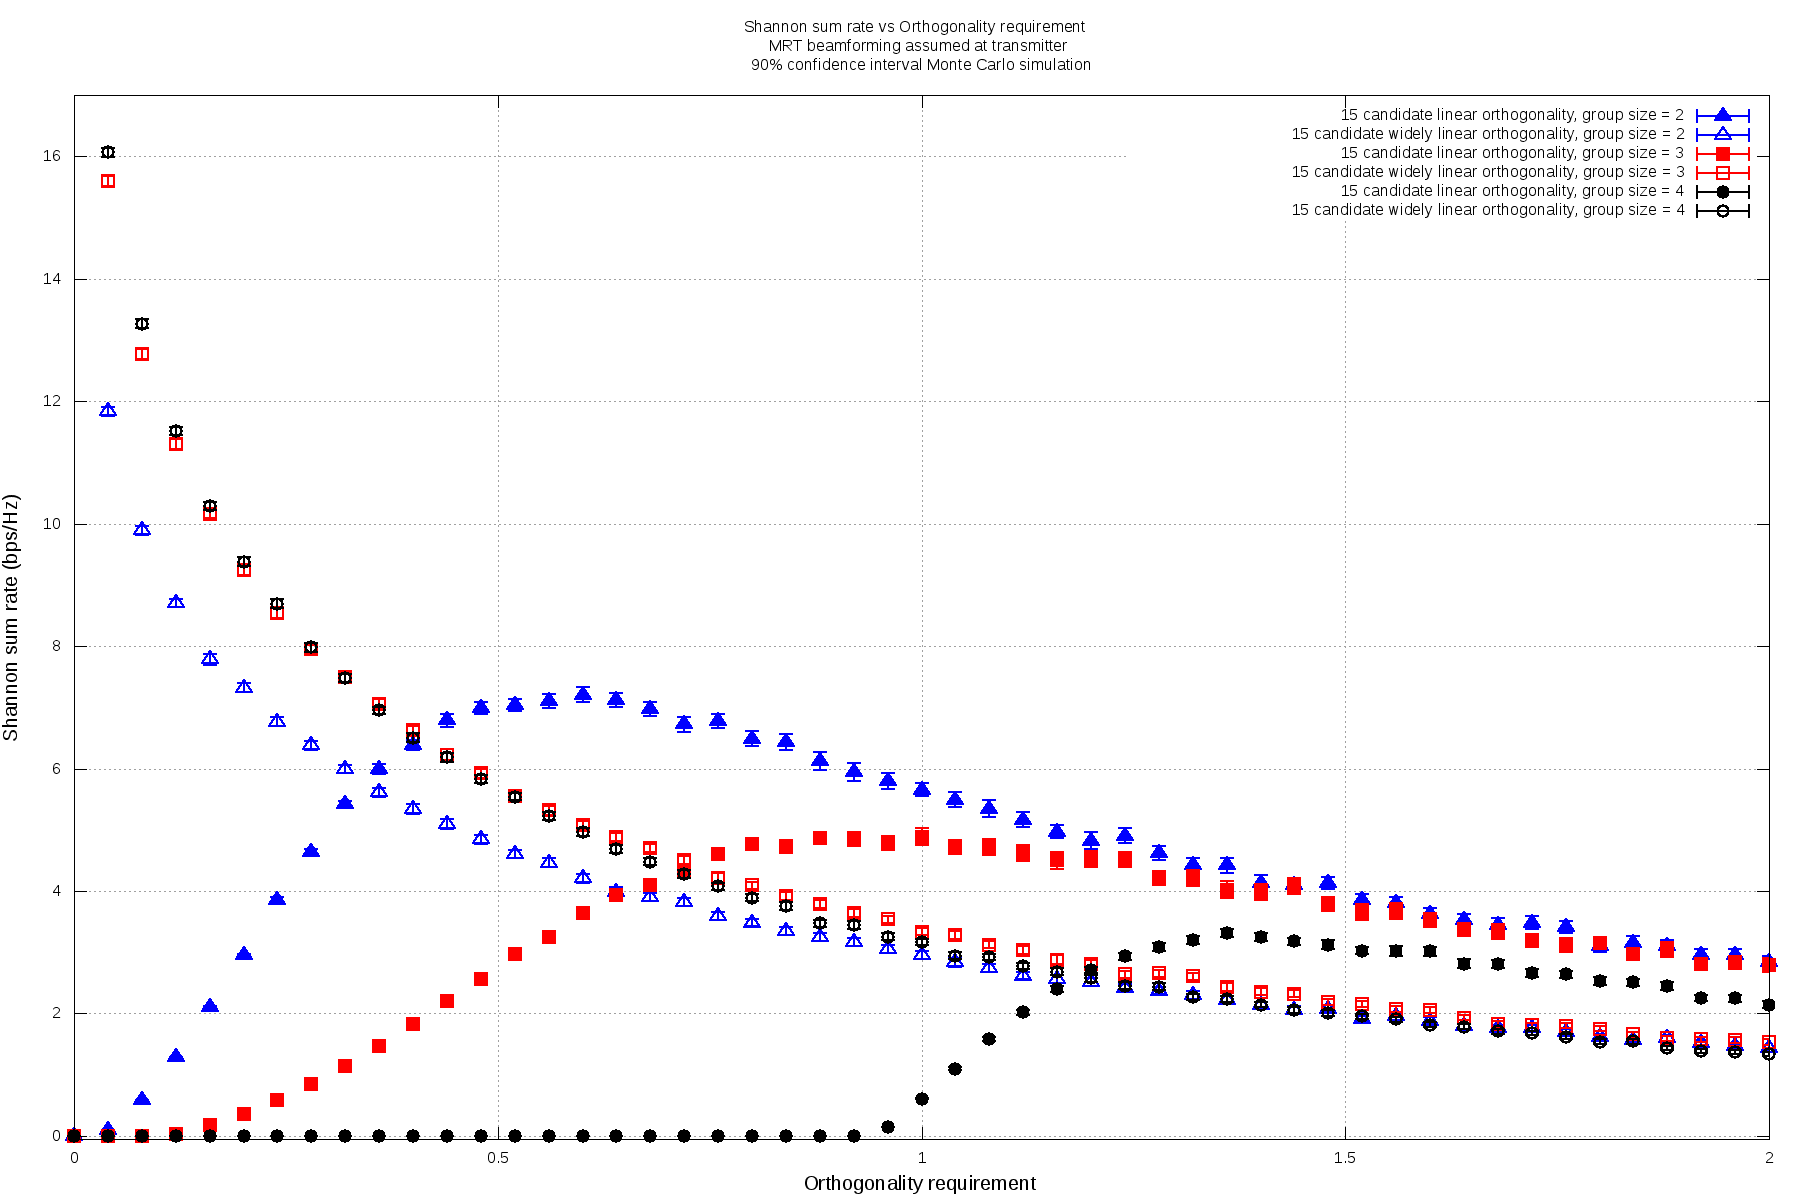 Shannon sum rate vs Orthogonality requirement
MRT beamforming assumed at transmitter
90% confidence interval Monte Carlo simulation
15 candidate linear orthogonality, group size = 2
15 candidate widely linear orthogonality, group size = 2
15 candidate linear orthogonality, group size = 3
15 candidate widely linear orthogonality, group size = 3
15 candidate linear orthogonality, group size = 4
15 candidate widely linear orthogonality, group size = 4
Shannon sum rate (bps/Hz)
16
14
12
10
8
6
4
2
0
0 0.5 1 1.5 2
Orthogonality requirement